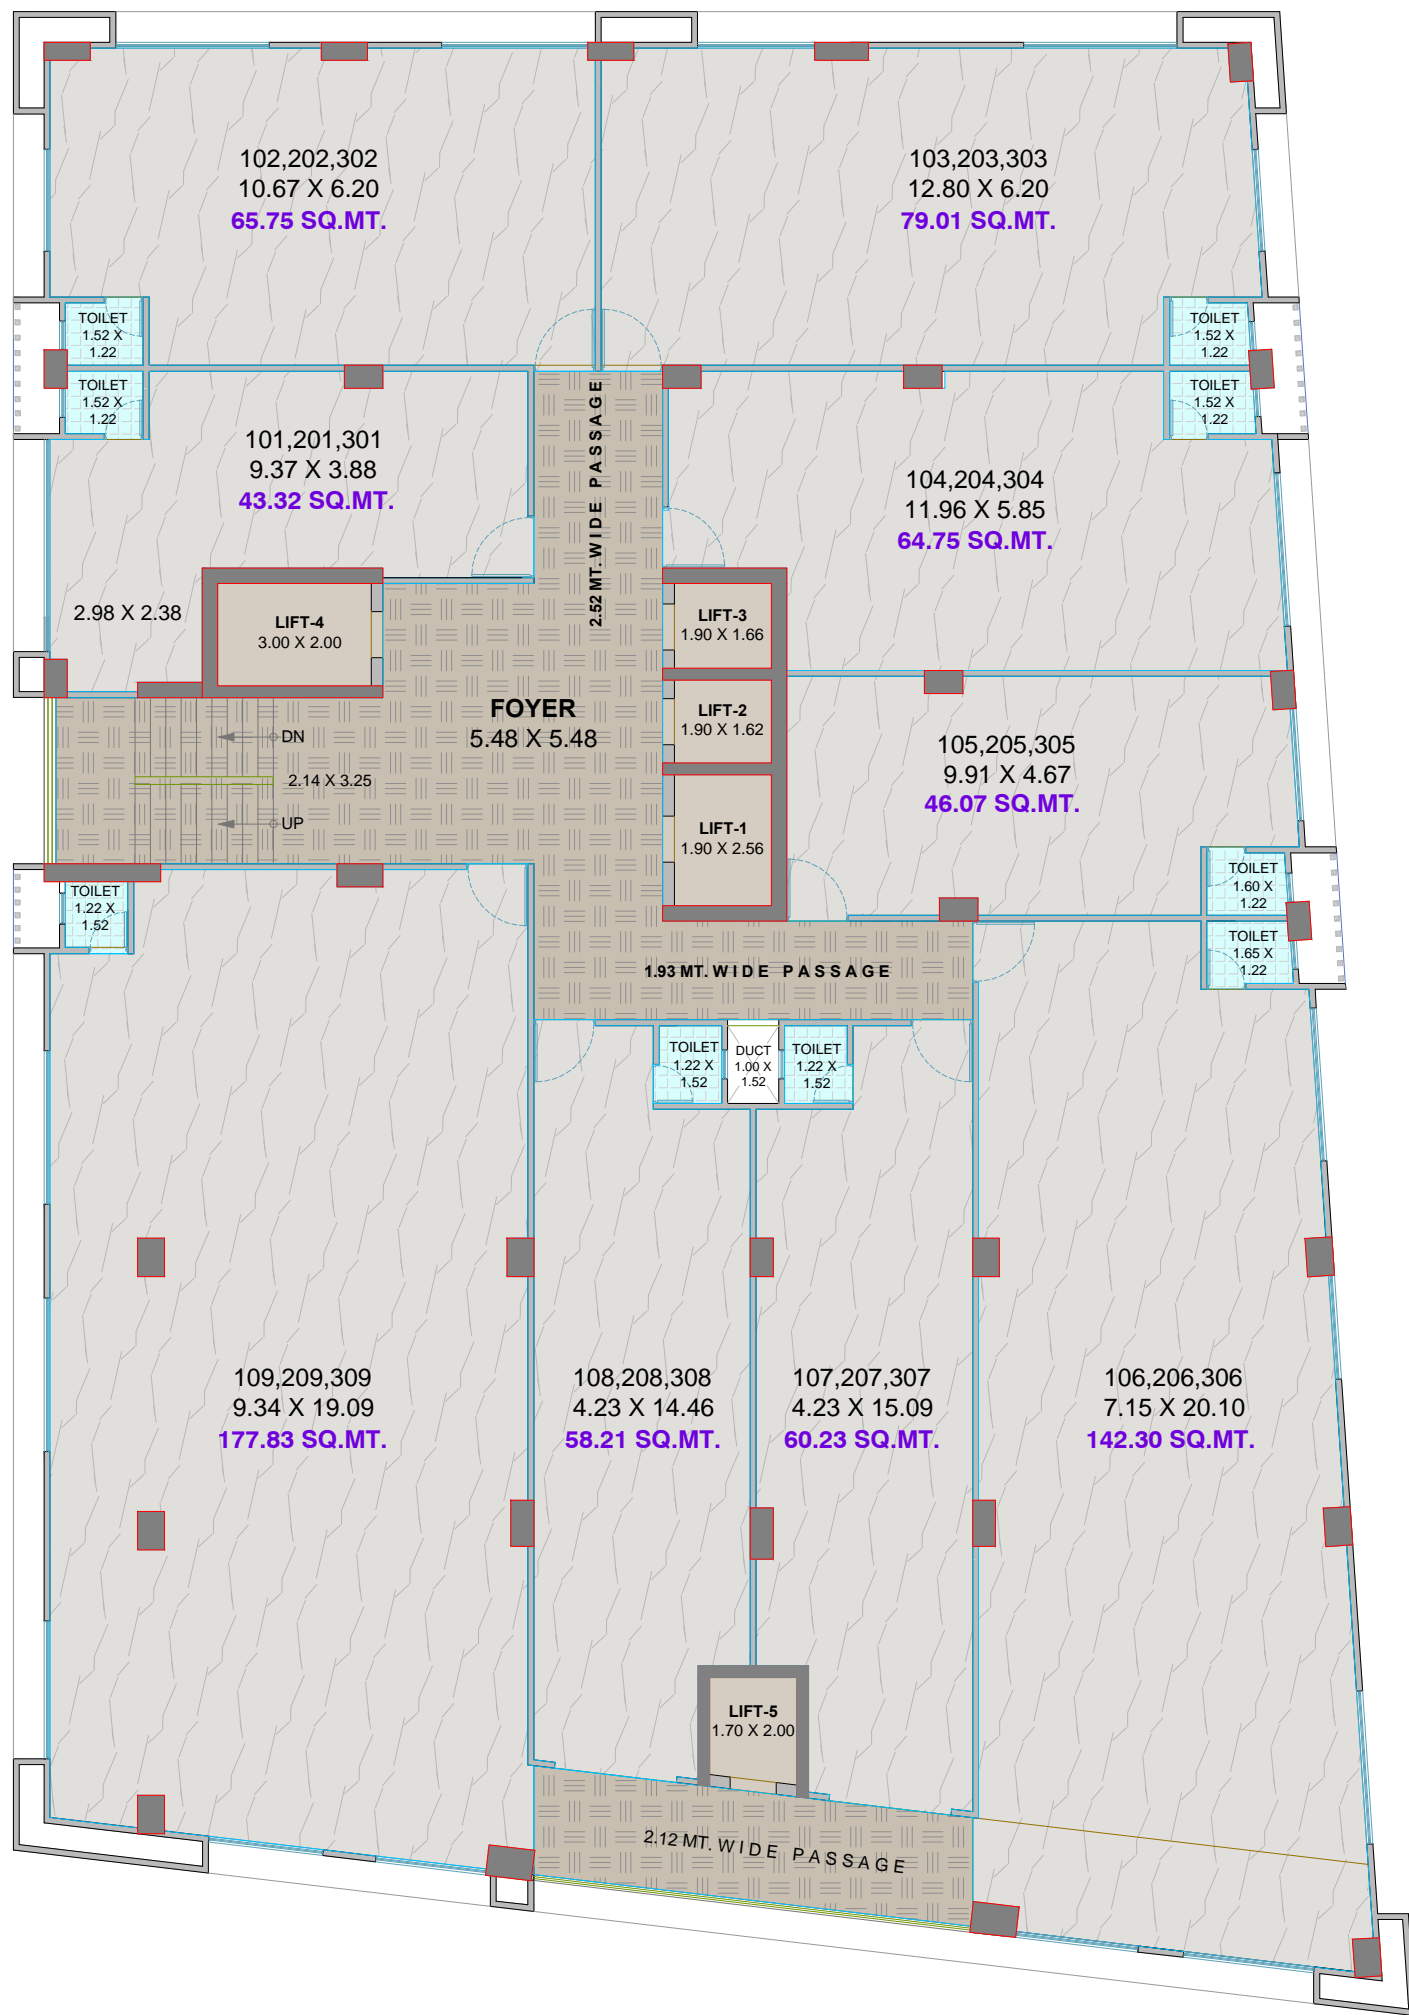 102,202,302
10.67 X 6.20
65.75 SQ.MT.
103,203,303
12.80 X 6.20
79.01 SQ.MT.
TOILET
1.52 X
1.22
TOILET
1.52 X
1.22
TOILET
1.52 X
1.22
TOILET
1.52 X
1.22
101,201,301
9.37 X 3.88
43.32 SQ.MT.
2.52 MT. WIDE PASSAGE
104,204,304
11.96 X 5.85
64.75 SQ.MT.
2.98 X 2.38
LIFT-4
3.00 X 2.00
LIFT-3
1.90 X 1.66
FOYER
5.48 X 5.48
LIFT-2
1.90 X 1.62
DN
2.14 X 3.25
UP
105,205,305
9.91 X 4.67
46.07 SQ.MT.
LIFT-1
1.90 X 2.56
TOILET
1.22 X
1.52
TOILET
1.60 X
1.22
TOILET
1.65 X
1.22
1.93 MT. WIDE PASSAGE
TOILET
1.22 X
1.52
DUCT
1.00 X
1.52
TOILET
1.22 X
1.52
109,209,309
9.34 X 19.09
177.83 SQ.MT.
108,208,308
4.23 X 14.46
58.21 SQ.MT.
107,207,307
4.23 X 15.09
60.23 SQ.MT.
106,206,306
7.15 X 20.10
142.30 SQ.MT.
LIFT-5
1.70 X 2.00
2.12 MT. WIDE PASSAGE